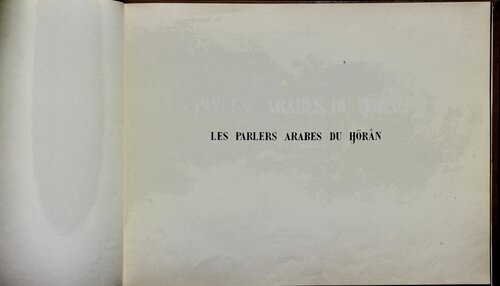 LES PARLERS ARABES DU ḤŌRÂN